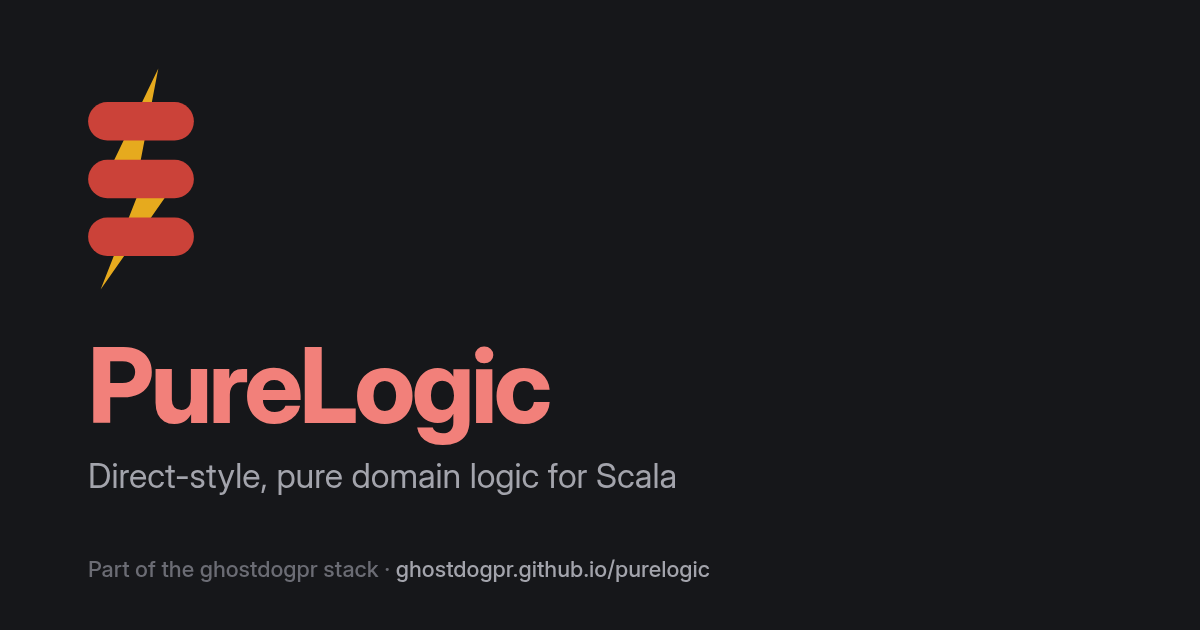 PureLogic
Direct-style, pure domain logic for Scala
Part of the ghostdogpr stack · ghostdogpr.github.io/purelogic